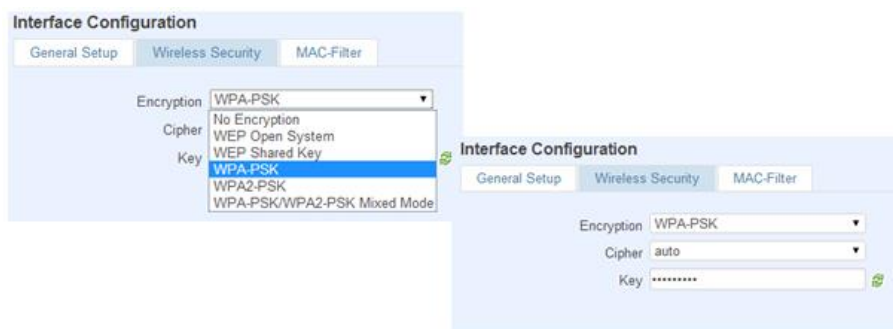 Interface Configuration
General Setup Wireless Security MAC-Filter
Encryption WPA-PSK
No Encryption
Cipher
WEP Open System
Key
WEP Shared Key
WPA-PSK
WPA2-PSK
WPA-PSK/WPA2-PSK Mixed Mode
Interface Configuration
General Setup Wireless Security MAC-Filter
Encryption WPA-PSK
Cipher auto
Key •••••••••